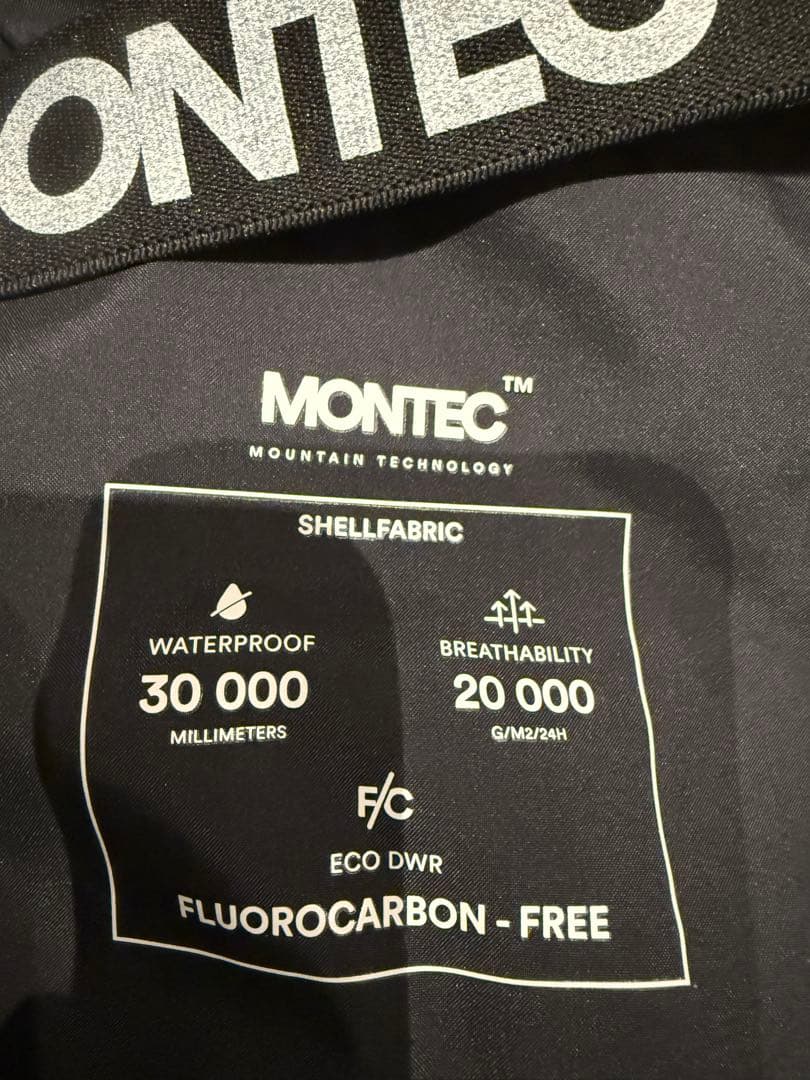 ONTEC
MONTEC™
MOUNTAIN TECHNOLOGY
SHELLFABRIC
WATERPROOF
30 000
MILLIMETERS
BREATHABILITY
20 000
G/M2/24H
F/C
ECO DWR
FLUOROCARBON - FREE